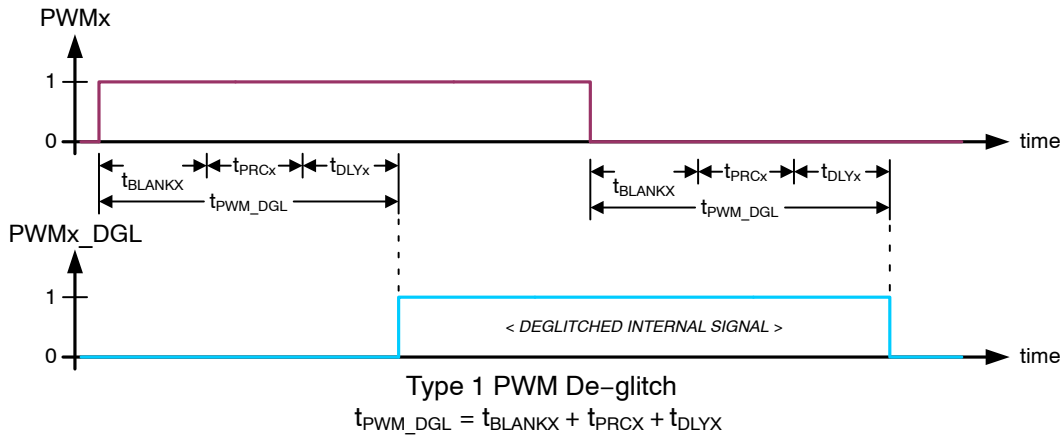 PWMx
1
0
time
tBLANKX
tPRCx
tDLYx
tPWM_DGL
tBLANKX
tPRCx
tDLYx
tPWM_DGL
PWMx_DGL
1
< DEGLITCHED INTERNAL SIGNAL >
0
time
Type 1 PWM De−glitch
tPWM_DGL = tBLANKX + tPRCX + tDLYX